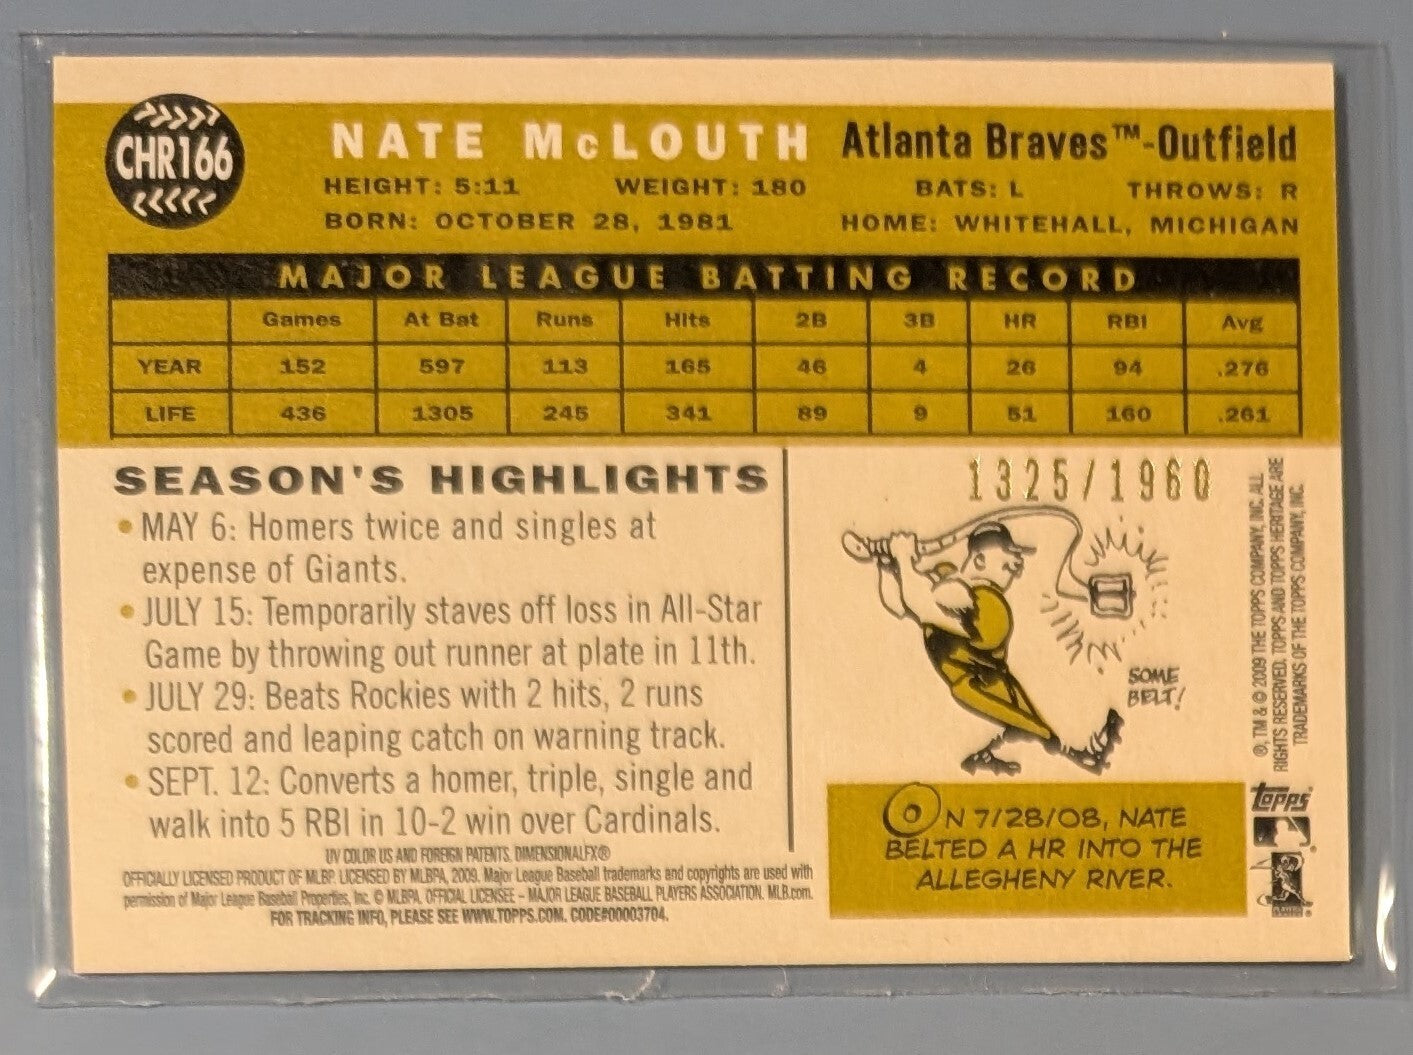 CHR166
NATE McLOUTH Atlanta Braves™-Outfield
HEIGHT: 5:11 WEIGHT: 180 BATS: L THROWS: R
BORN: OCTOBER 28, 1981 HOME: WHITEHALL, MICHIGAN
MAJOR LEAGUE BATTING RECORD
Games At Bat Runs Hits 2B 3B HR RBI Avg
YEAR 152 597 113 165 46 4 26 94 .276
LIFE 436 1305 245 341 89 9 51 160 .261
SEASON'S HIGHLIGHTS
• MAY 6: Homers twice and singles at
expense of Giants.
• JULY 15: Temporarily staves off loss in All-Star
Game by throwing out runner at plate in 11th.
• JULY 29: Beats Rockies with 2 hits, 2 runs
scored and leaping catch on warning track.
• SEPT. 12: Converts a homer, triple, single and
walk into 5 RBI in 10-2 win over Cardinals.
UV COLOR US AND FOREIGN PATENTS. DIMENSIONALFX®
OFFICIALLY LICENSED PRODUCT OF MLBP. LICENSED BY MLBPA, 2009. Major League Baseball trademarks and copyrights are used with
permission of Major League Baseball Properties, Inc. © MLBPA, OFFICIAL LICENSEE – MAJOR LEAGUE BASEBALL PLAYERS ASSOCIATION. MLB.com.
FOR TRACKING INFO, PLEASE SEE WWW.TOPPS.COM. CODE#00003704.
1325/1960
SOME
BELT!
ON 7/28/08, NATE
BELTED A HR INTO THE
ALLEGHENY RIVER.
®, TM & © 2009 THE TOPPS COMPANY, INC. ALL
RIGHTS RESERVED. TOPPS AND TOPPS HERITAGE ARE
TRADEMARKS OF THE TOPPS COMPANY, INC.
topps